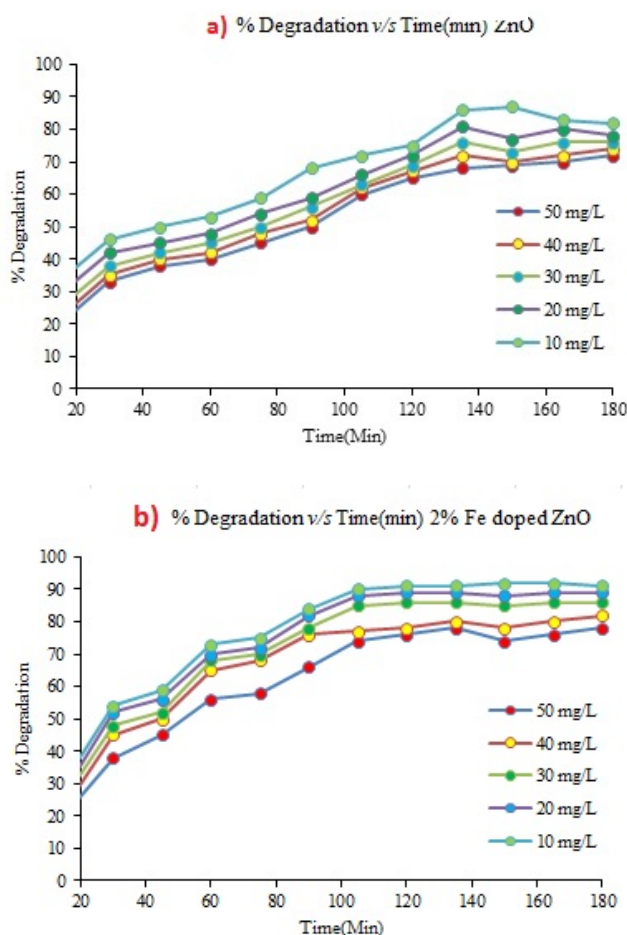 a) % Degradation v/s Time(min) ZnO
100
90
80
70
60
50
40
30
20
10
0
% Degradation
50 mg/L
40 mg/L
30 mg/L
20 mg/L
10 mg/L
20 40 60 80 100 120 140 160 180
Time(Min)
b) % Degradation v/s Time(min) 2% Fe doped ZnO
100
90
80
70
60
50
40
30
20
10
0
% Degradation
50 mg/L
40 mg/L
30 mg/L
20 mg/L
10 mg/L
20 40 60 80 100 120 140 160 180
Time(Min)